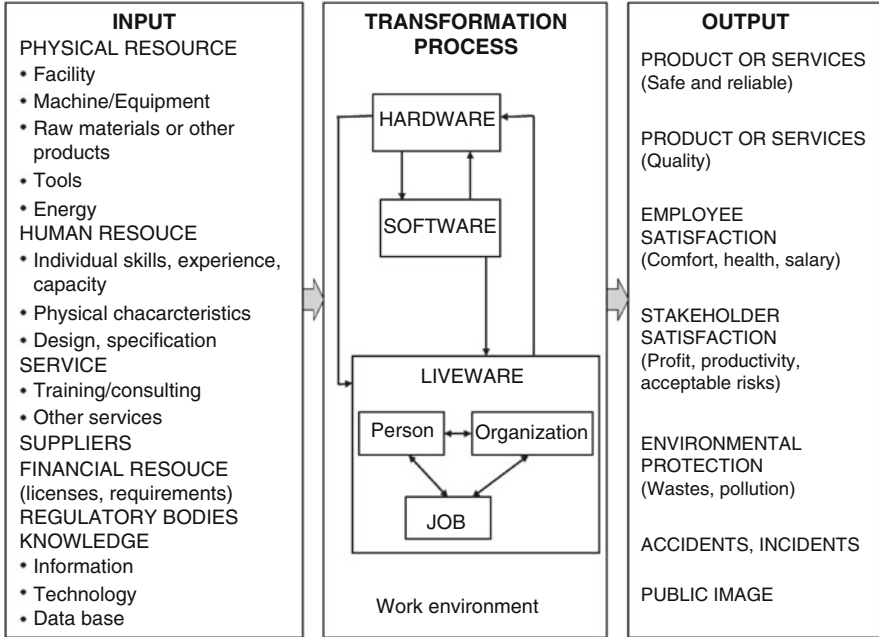 INPUT
PHYSICAL RESOURCE
• Facility
• Machine/Equipment
• Raw materials or other
products
• Tools
• Energy
HUMAN RESOUCE
• Individual skills, experience,
capacity
• Physical chacarcteristics
• Design, specification
SERVICE
• Training/consulting
• Other services
SUPPLIERS
FINANCIAL RESOUCE
(licenses, requirements)
REGULATORY BODIES
KNOWLEDGE
• Information
• Technology
• Data base
TRANSFORMATION
PROCESS
HARDWARE
SOFTWARE
LIVEWARE
Person
Organization
JOB
Work environment
OUTPUT
PRODUCT OR SERVICES
(Safe and reliable)
PRODUCT OR SERVICES
(Quality)
EMPLOYEE
SATISFACTION
(Comfort, health, salary)
STAKEHOLDER
SATISFACTION
(Profit, productivity,
acceptable risks)
ENVIRONMENTAL
PROTECTION
(Wastes, pollution)
ACCIDENTS, INCIDENTS
PUBLIC IMAGE